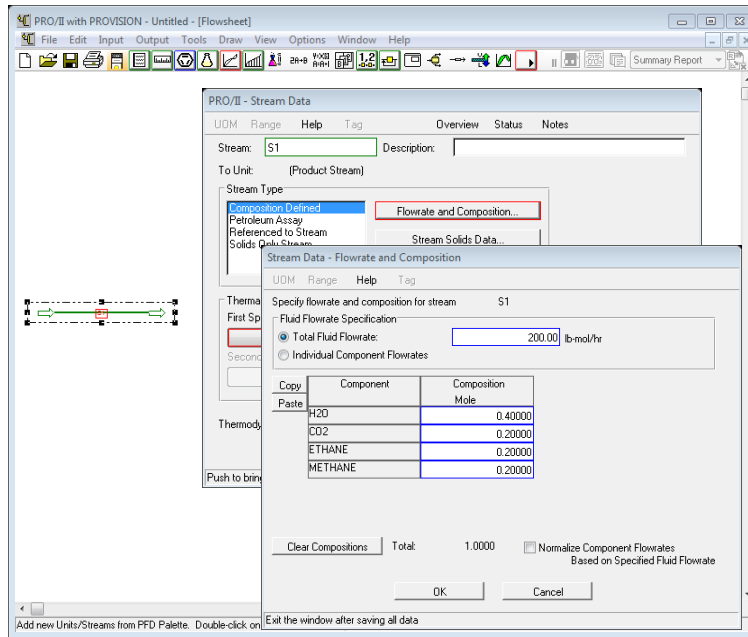 PRO/II with PROVISION - Untitled - [Flowsheet]
File Edit Input Output Tools Draw View Options Window Help
Summary Report
PRO/II - Stream Data
UOM Range Help Tag Overview Status Notes
Stream: S1 Description:
To Unit: (Product Stream)
Stream Type
Composition Defined
Petroleum Assay
Referenced to Stream
Solids Only Stream
Flowrate and Composition...
Stream Solids Data...
Therma
First Sp
Second
Thermody
Push to bring
Stream Data - Flowrate and Composition
UOM Range Help Tag
Specify flowrate and composition for stream S1
Fluid Flowrate Specification
Total Fluid Flowrate: 200.00 lb-mol/hr
Individual Component Flowrates
Copy Component Composition
Paste Mole
H2O 0.40000
CO2 0.20000
ETHANE 0.20000
METHANE 0.20000
Clear Compositions Total: 1.0000 Normalize Component Flowrates
Based on Specified Fluid Flowrate
OK Cancel
Exit the window after saving all data
Add new Units/Streams from PFD Palette. Double-click on